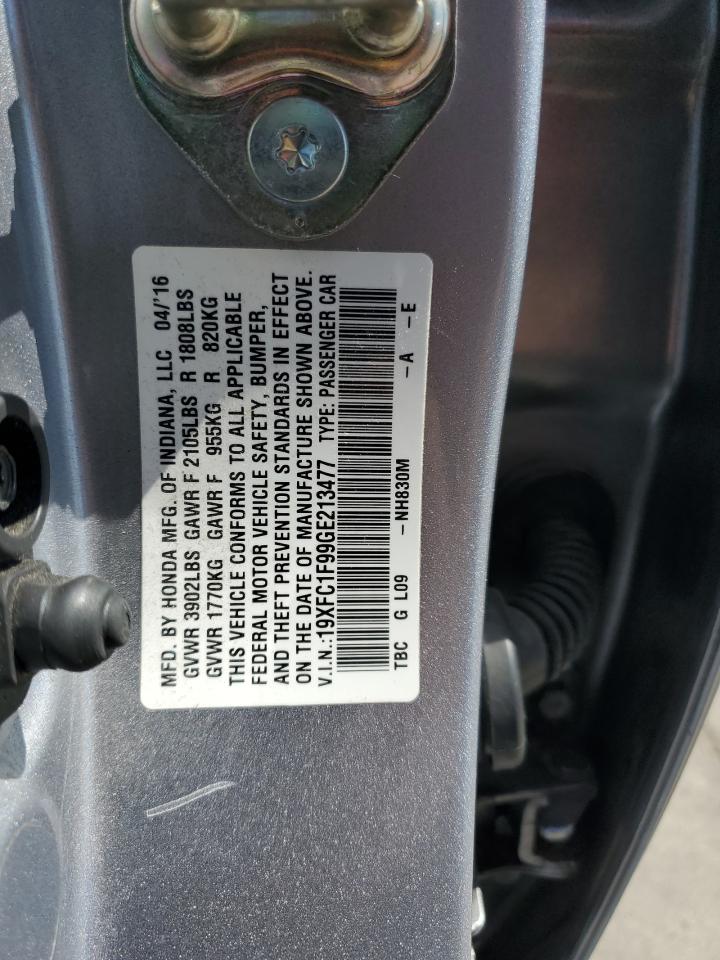 MFD. BY HONDA MFG. OF INDIANA, LLC 04/'16
GVWR 3902LBS GAWR F 2105LBS R 1808LBS
GVWR 1770KG GAWR F 955KG R 820KG
THIS VEHICLE CONFORMS TO ALL APPLICABLE
FEDERAL MOTOR VEHICLE SAFETY, BUMPER,
AND THEFT PREVENTION STANDARDS IN EFFECT
ON THE DATE OF MANUFACTURE SHOWN ABOVE.
V.I.N.:19XFC1F99GE213477 TYPE: PASSENGER CAR
TBC G L09 -NH830M -A -E